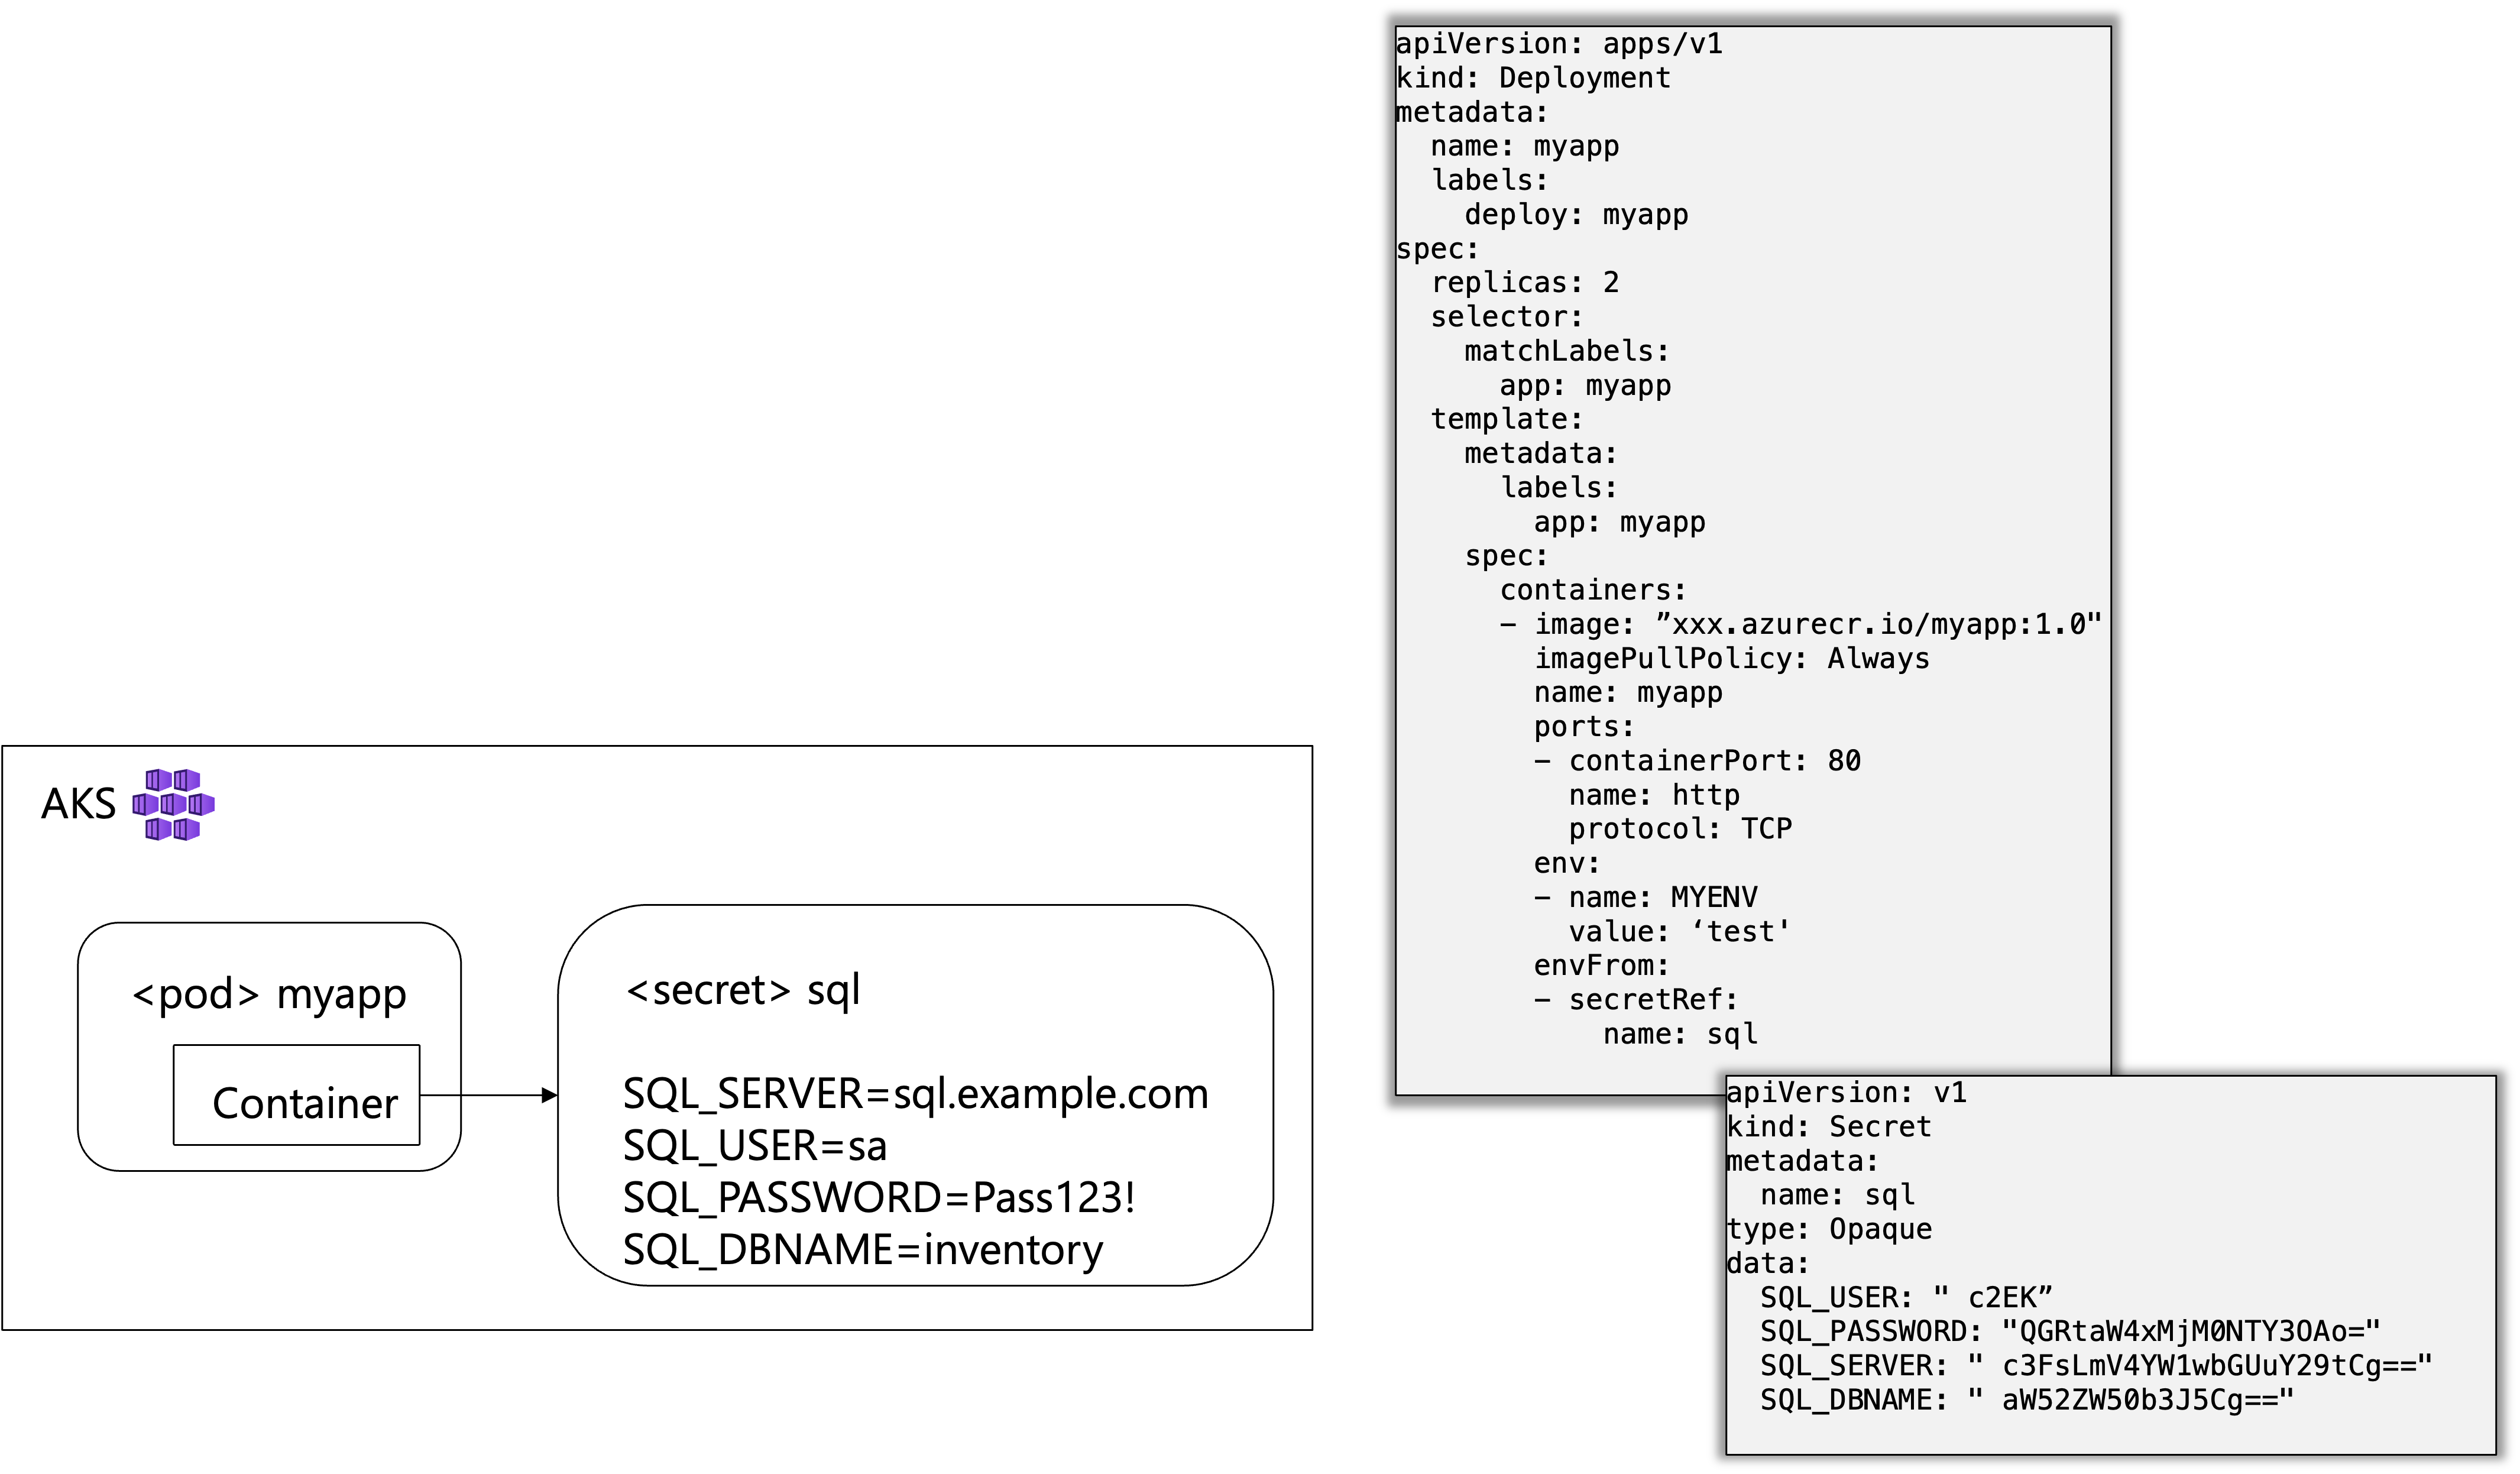 AKS
<pod> myapp
Container
<secret> sql
SQL_SERVER=sql.example.com
SQL_USER=sa
SQL_PASSWORD=Pass123!
SQL_DBNAME=inventory
apiVersion: apps/v1
kind: Deployment
metadata:
  name: myapp
  labels:
    deploy: myapp
spec:
  replicas: 2
  selector:
    matchLabels:
      app: myapp
  template:
    metadata:
      labels:
        app: myapp
    spec:
      containers:
      - image: ”xxx.azurecr.io/myapp:1.0"
        imagePullPolicy: Always
        name: myapp
        ports:
        - containerPort: 80
          name: http
          protocol: TCP
        env:
        - name: MYENV
          value: ‘test'
        envFrom:
        - secretRef:
            name: sql
apiVersion: v1
kind: Secret
metadata:
  name: sql
type: Opaque
data:
  SQL_USER: " c2EK”
  SQL_PASSWORD: "QGRtaW4xMjM0NTY3OAo="
  SQL_SERVER: " c3FsLmV4YW1wbGUuY29tCg=="
  SQL_DBNAME: " aW52ZW50b3J5Cg=="